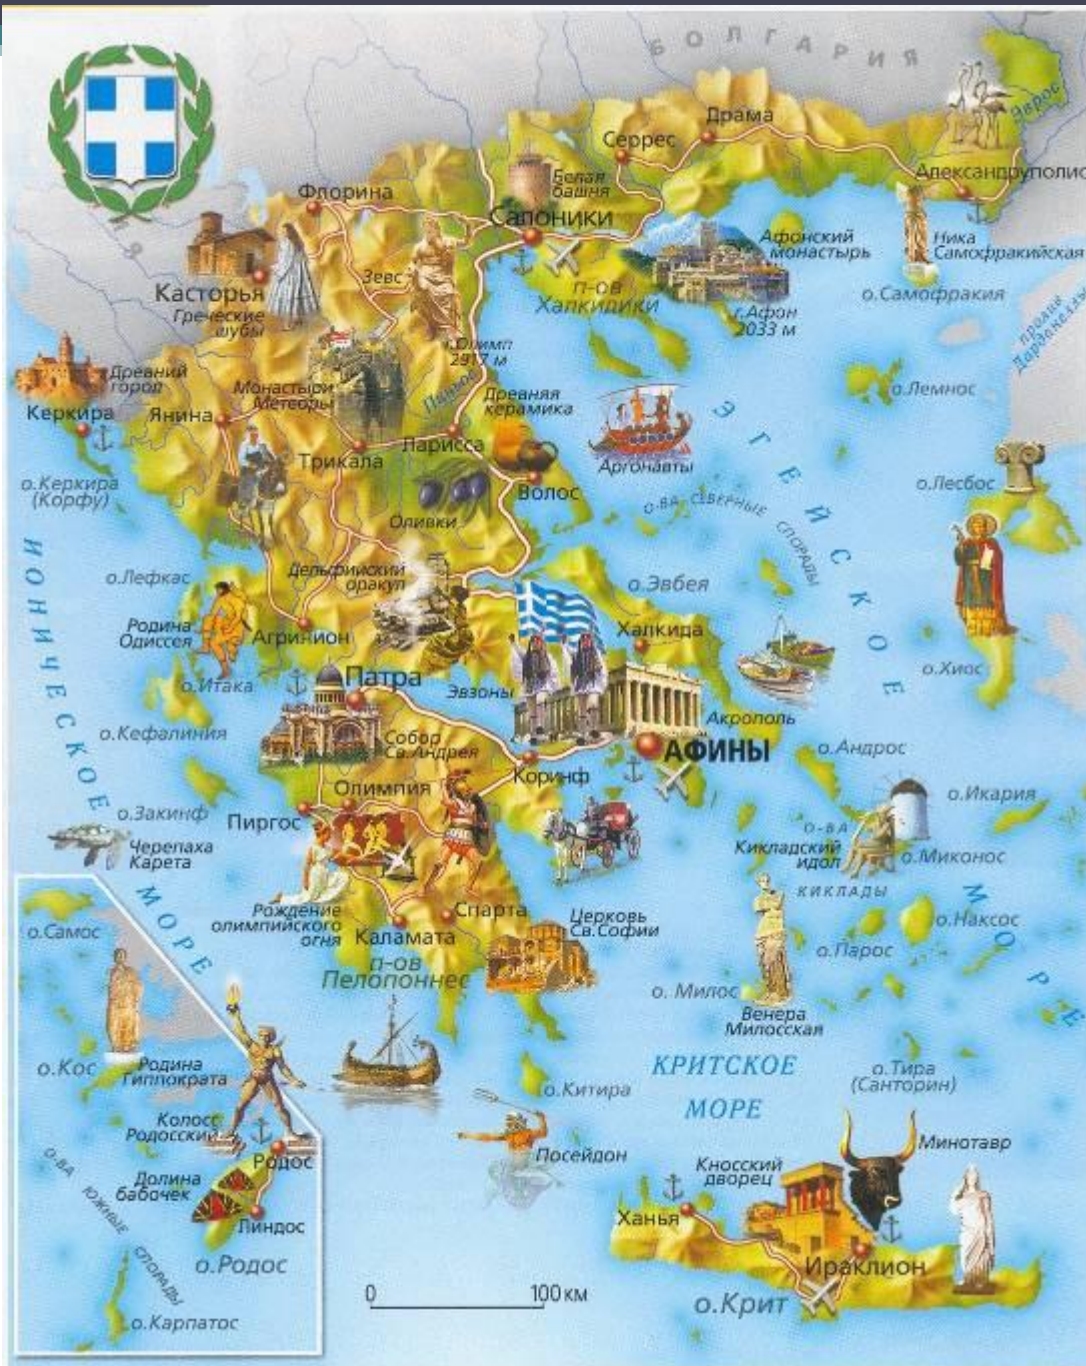 БОЛГАРИЯ
Эврос
Драма
Серрес
Александруполис
Белая
башня
Флорина
Салоники
Афонский
монастырь
Ника
Самофракийская
Зевс
п-ов
Халкидики
о.Самофракия
Касторья
Греческие
шубы
г.Афон
2033 м
пролив
Дарданеллы
г.Олимп
2917 м
Древний
город
Монастыри
Метеоры
Пиньос
Древняя
керамика
о.Лемнос
Керкира
Янина
Ларисса
Аргонавты
ЭГЕЙСКОЕ
Трикала
о.Керкира
(Корфу)
Волос
о.Лесбос
Оливки
О-ВА СЕВЕРНЫЕ СПОРАДЫ
ИОНИЧЕСКОЕ
о.Лефкас
Дельфийский
оракул
о.Эвбея
Родина
Одиссея
Агринион
Халкида
о.Хиос
о.Итака
Патра
Эвзоны
Акрополь
о.Кефалиния
Собор
Св.Андрея
АФИНЫ
о.Андрос
Коринф
Олимпия
о.Икария
о.Закинф
Пиргос
Черепаха
Карета
О-ВА
Кикладский
идол
о.Миконос
КИКЛАДЫ
МОРЕ
МОРЕ
Рождение
олимпийского
огня
Спарта
Церковь
Св.Софии
о.Наксос
Каламата
о.Парос
п-ов
Пелопоннес
о. Милос
Венера
Милосская
о.Самос
КРИТСКОЕ
МОРЕ
о.Тира
(Санторин)
о.Кос
Родина
Гиппократа
о.Китира
Колосс
Родосский
Посейдон
Минотавр
Родос
Кносский
дворец
О-ВА ЮЖНЫЕ СПОРАДЫ
Долина
бабочек
Линдос
Ханья
о.Родос
Ираклион
0
100 км
о.Крит
о.Карпатос